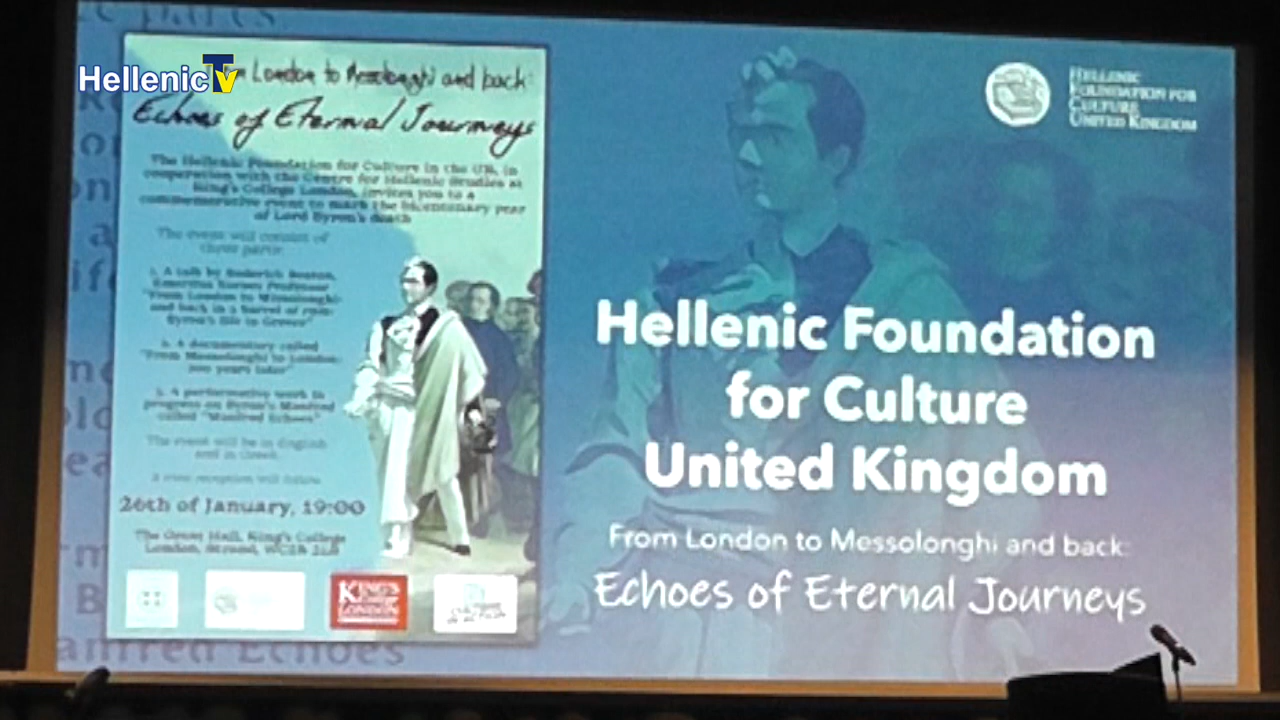 HellenicTv
London to Messolonghi and back:
Echoes of Eternal Journeys
The Hellenic Foundation for Culture in the UK, in
cooperation with the Centre for Hellenic Studies at
King's College London, invites you to a
commemorative event to mark the bicentenary year
of Lord Byron's death
The event will consist of
three parts:
1. A talk by Roderick Beaton,
Emeritus Koraes Professor
"From London to Missolonghi
and back in a barrel of rum:
Byron's life in Greece"
2. A documentary called
"From Messolonghi to London:
200 years later"
3. A performative work in
progress on Byron's Manfred
called "Manfred Echoes"
The event will be in English
and in Greek.
A wine reception will follow.
26th of January, 19:00
The Great Hall, King's College
London, Strand, WC2R 2LS
KING'S
College
LONDON
HELLENIC
FOUNDATION FOR
CULTURE
UNITED KINGDOM
Hellenic Foundation
for Culture
United Kingdom
From London to Messolonghi and back:
Echoes of Eternal Journeys
Echoes